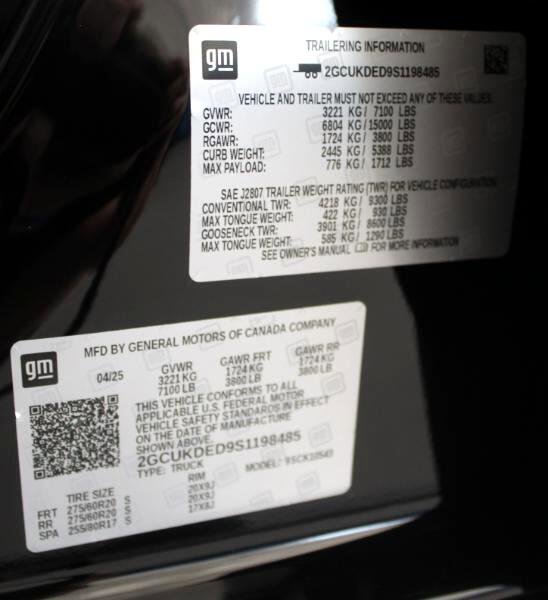 gm
TRAILERING INFORMATION
2GCUKDED9S1198485
VEHICLE AND TRAILER MUST NOT EXCEED ANY OF THESE VALUES.
GVWR: 3221 KG / 7100 LBS
GCWR: 6804 KG / 15000 LBS
RGAWR: 1724 KG / 3800 LBS
CURB WEIGHT: 2445 KG / 5388 LBS
MAX PAYLOAD: 776 KG / 1712 LBS
SAE J2807 TRAILER WEIGHT RATING (TWR) FOR VEHICLE CONFIGURATION
CONVENTIONAL TWR: 4218 KG / 9300 LBS
MAX TONGUE WEIGHT: 422 KG / 930 LBS
GOOSENECK TWR: 3901 KG / 8600 LBS
MAX TONGUE WEIGHT: 585 KG / 1290 LBS
SEE OWNER'S MANUAL FOR MORE INFORMATION
gm
MFD BY GENERAL MOTORS OF CANADA COMPANY
04/25 GVWR GAWR FRT GAWR RR
3221 KG 1724 KG 1724 KG
7100 LB 3800 LB 3800 LB
THIS VEHICLE CONFORMS TO ALL
APPLICABLE U.S. FEDERAL MOTOR
VEHICLE SAFETY STANDARDS IN EFFECT
ON THE DATE OF MANUFACTURE
SHOWN ABOVE.
2GCUKDED9S1198485
TYPE: TRUCK MODEL:
TIRE SIZE RIM
FRT 275/60R20 S 20X9J
RR 275/60R20 S 20X9J
SPA 255/80R17 S 17X8J